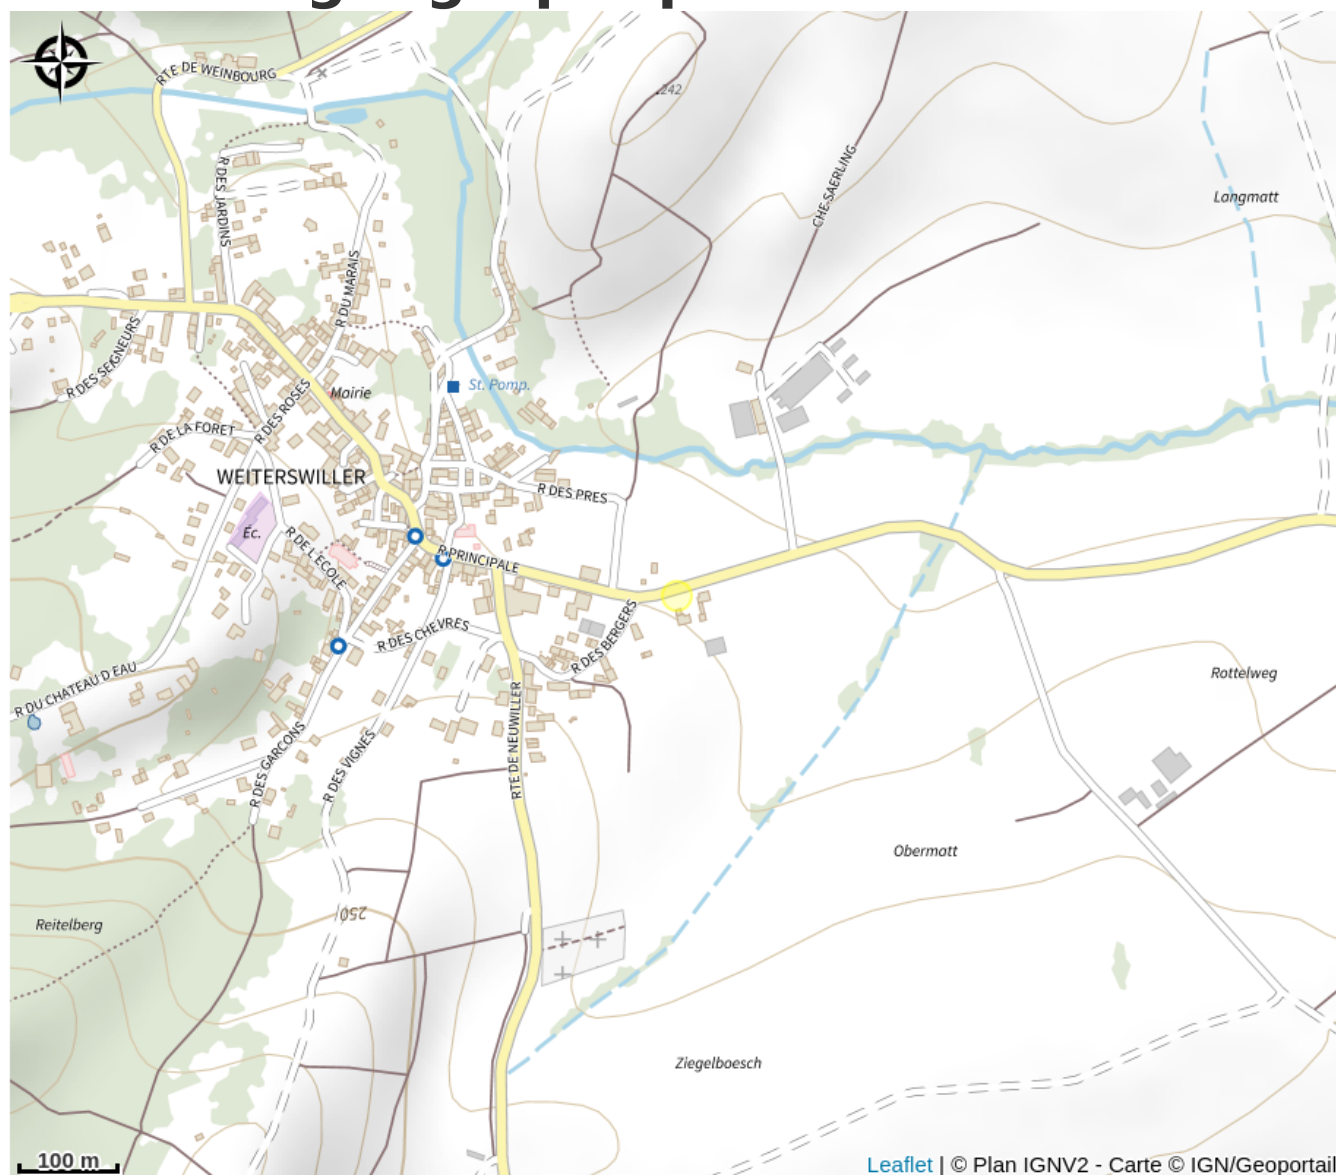 .242
RTE DE WEINBOURG
CHE SAERLING
R DES JARDINS
Langmatt
R DU MARAIS
R DES SEIGNEURS
St. Pomp.
Mairie
R DES ROSES
R DE LA FORET
WEITERSWILLER
R DES PRES
Éc.
R DE L'ECOLE
R PRINCIPALE
R DES CHEVRES
R DES BERGERS
R DU CHATEAU D EAU
Rottelweg
RTE DE NEUWILLER
R DES GARCONS
R DES VIGNES
Obermatt
250
Reitelberg
Ziegelboesch
100 m
Leaflet | © Plan IGNV2 - Carte © IGN/Geoportail